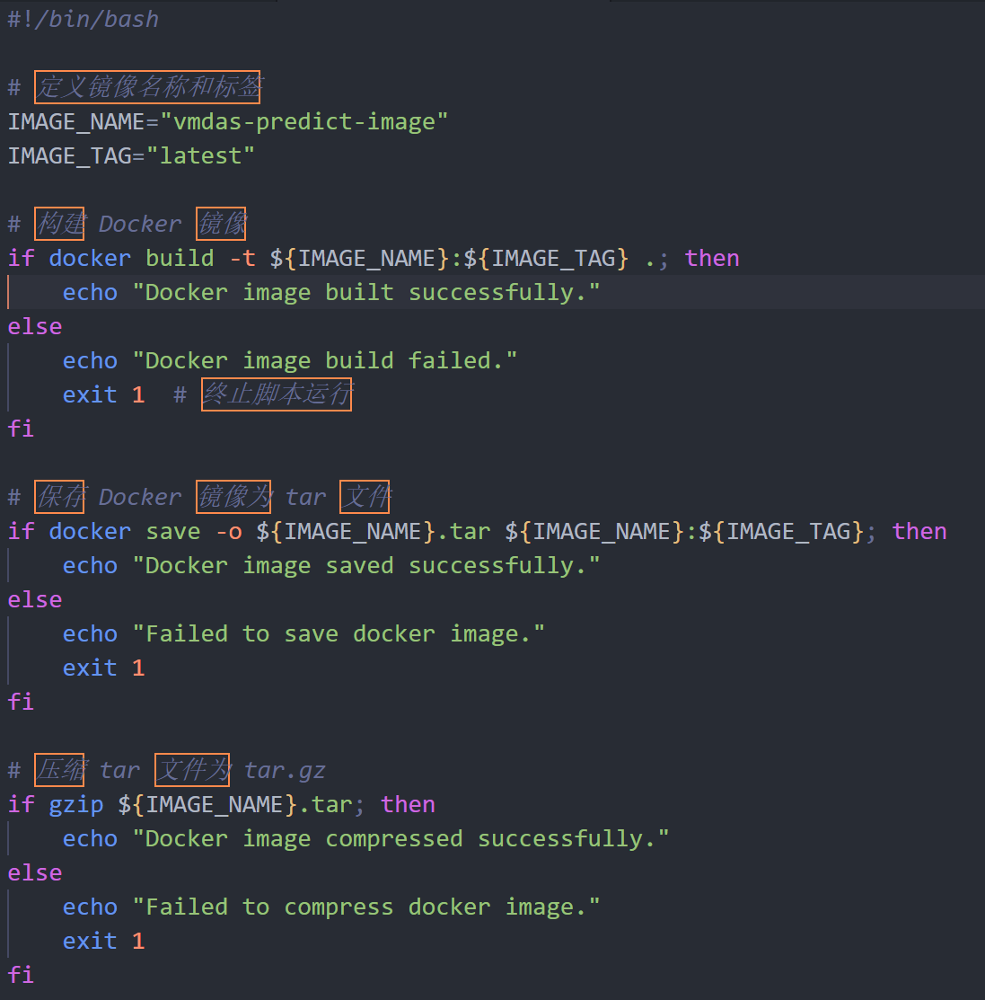 #!/bin/bash
# 定义镜像名称和标签
IMAGE_NAME="vmdas-predict-image"
IMAGE_TAG="latest"
# 构建 Docker 镜像
if docker build -t ${IMAGE_NAME}:${IMAGE_TAG} .; then
    echo "Docker image built successfully."
else
    echo "Docker image build failed."
    exit 1  # 终止脚本运行
fi
# 保存 Docker 镜像为 tar 文件
if docker save -o ${IMAGE_NAME}.tar ${IMAGE_NAME}:${IMAGE_TAG}; then
    echo "Docker image saved successfully."
else
    echo "Failed to save docker image."
    exit 1
fi
# 压缩 tar 文件为 tar.gz
if gzip ${IMAGE_NAME}.tar; then
    echo "Docker image compressed successfully."
else
    echo "Failed to compress docker image."
    exit 1
fi